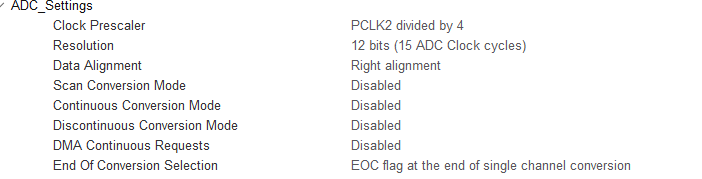 ADC_Settings
Clock Prescaler PCLK2 divided by 4
Resolution 12 bits (15 ADC Clock cycles)
Data Alignment Right alignment
Scan Conversion Mode Disabled
Continuous Conversion Mode Disabled
Discontinuous Conversion Mode Disabled
DMA Continuous Requests Disabled
End Of Conversion Selection EOC flag at the end of single channel conversion